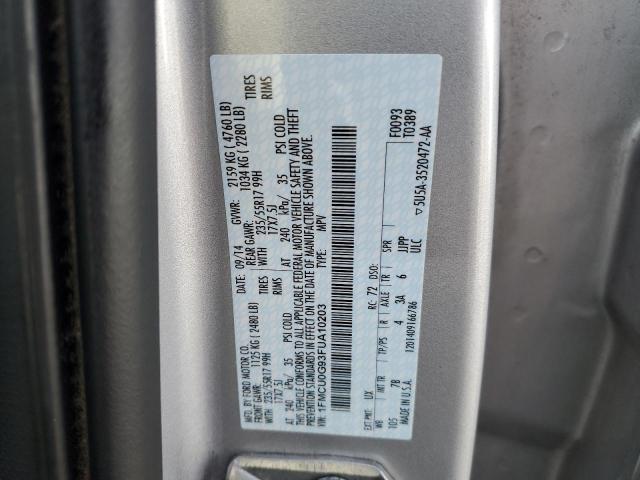 MFD. BY FORD MOTOR CO.
DATE: 09/14 GVWR: 2159 KG ( 4760 LB)
FRONT GAWR: 1125 KG ( 2480 LB) REAR GAWR: 1034 KG ( 2280 LB)
WITH 235/55R17 99H TIRES WITH 235/55R17 99H TIRES
17X7.5J RIMS 17X7.5J RIMS
AT 240 kPa/ 35 PSI COLD AT 240 kPa/ 35 PSI COLD
THIS VEHICLE CONFORMS TO ALL APPLICABLE FEDERAL MOTOR VEHICLE SAFETY AND THEFT
PREVENTION STANDARDS IN EFFECT ON THE DATE OF MANUFACTURE SHOWN ABOVE.
VIN: 1FMCU0G93FUA10203 TYPE: MPV
F0093
T0389
EXT PNT: UX RC: 72 DSO:
WB INT TR TP/PS R AXLE TR SPR
105 7B 4 3A 6 JJPP
MADE IN U.S.A. ULC
1201409166786
5U5A-3520472-AA